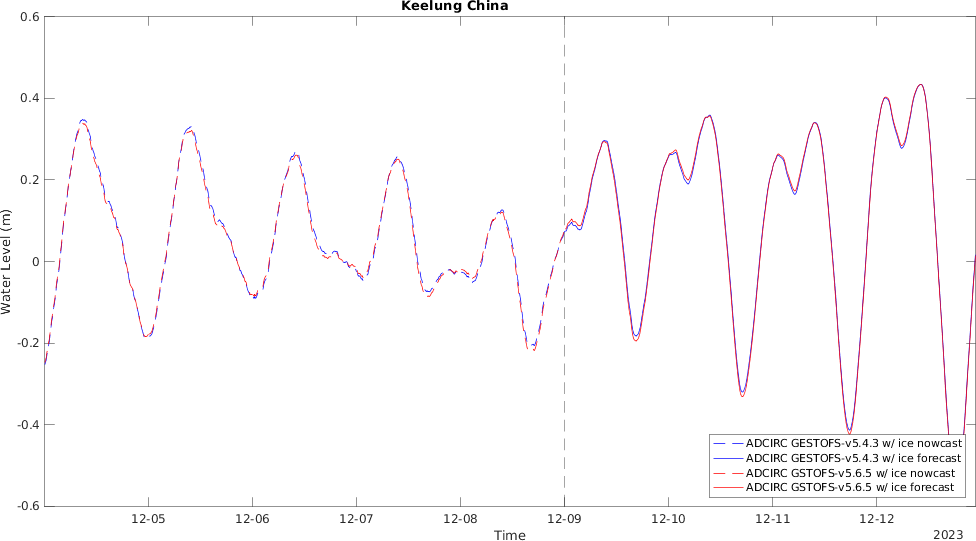 Keelung China
0.6
0.4
0.2
0
-0.2
-0.4
-0.6
Water Level (m)
12-05 12-06 12-07 12-08 12-09 12-10 12-11 12-12
Time
2023
ADCIRC GESTOFS-v5.4.3 w/ ice nowcast
ADCIRC GESTOFS-v5.4.3 w/ ice forecast
ADCIRC GSTOFS-v5.6.5 w/ ice nowcast
ADCIRC GSTOFS-v5.6.5 w/ ice forecast